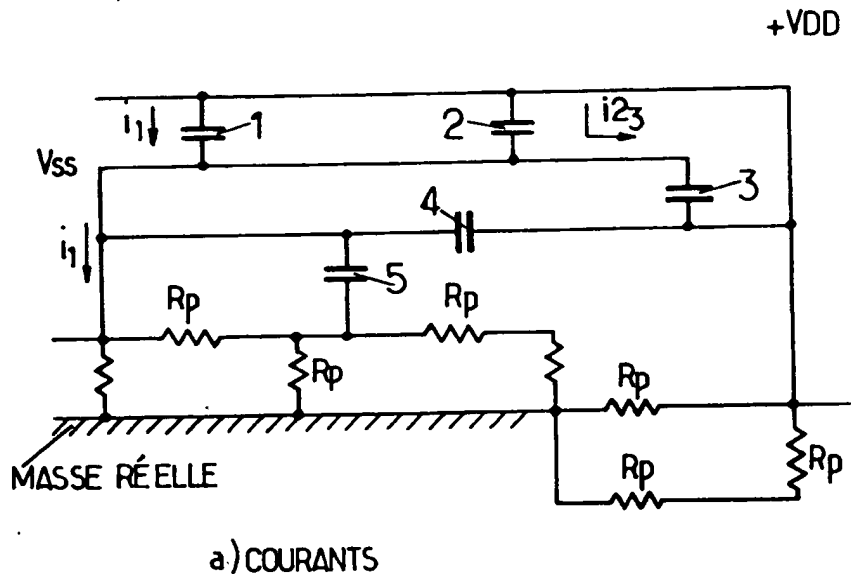 +VDD
i1 1 2 i23
Vss
4 3
i1 5
Rp Rp
Rp Rp
MASSE RÉELLE Rp Rp
a) COURANTS